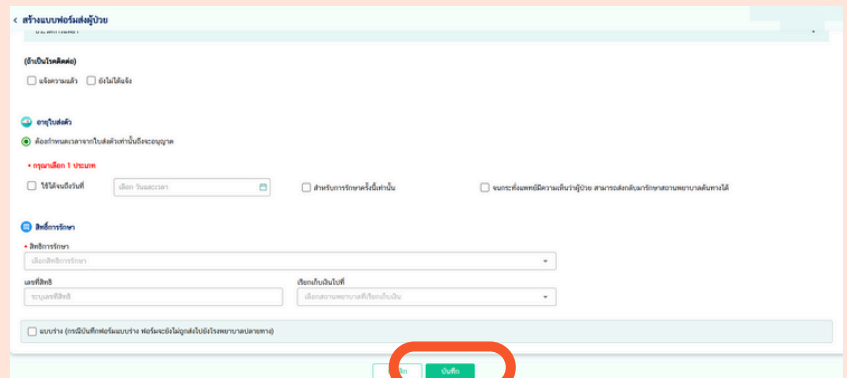 < สร้างแบบฟอร์มส่งผู้ป่วย
(ถ้าเป็นโรคติดต่อ)
แจ้งความแล้ว ยังไม่ได้แจ้ง
อายุใบส่งตัว
ต้องกำหนดเวลาจากใบส่งตัวเท่านั้นถึงจะอนุญาต
* กรุณาเลือก 1 ประเภท
ใช้ได้จนถึงวันที่ เลือก วันและเวลา สำหรับการรักษาครั้งนี้เท่านั้น จนกระทั่งแพทย์มีความเห็นว่าผู้ป่วย สามารถส่งกลับมารักษาสถานพยาบาลต้นทางได้
สิทธิ์การรักษา
* สิทธิการรักษา
เลือกสิทธิการรักษา
เลขที่สิทธิ เรียกเก็บเงินไปที่
ระบุเลขที่สิทธิ เลือกสถานพยาบาลที่เรียกเก็บเงิน
แบบร่าง (กรณีบันทึกฟอร์มแบบร่าง ฟอร์มจะยังไม่ถูกส่งไปยังโรงพยาบาลปลายทาง)
บันทึก